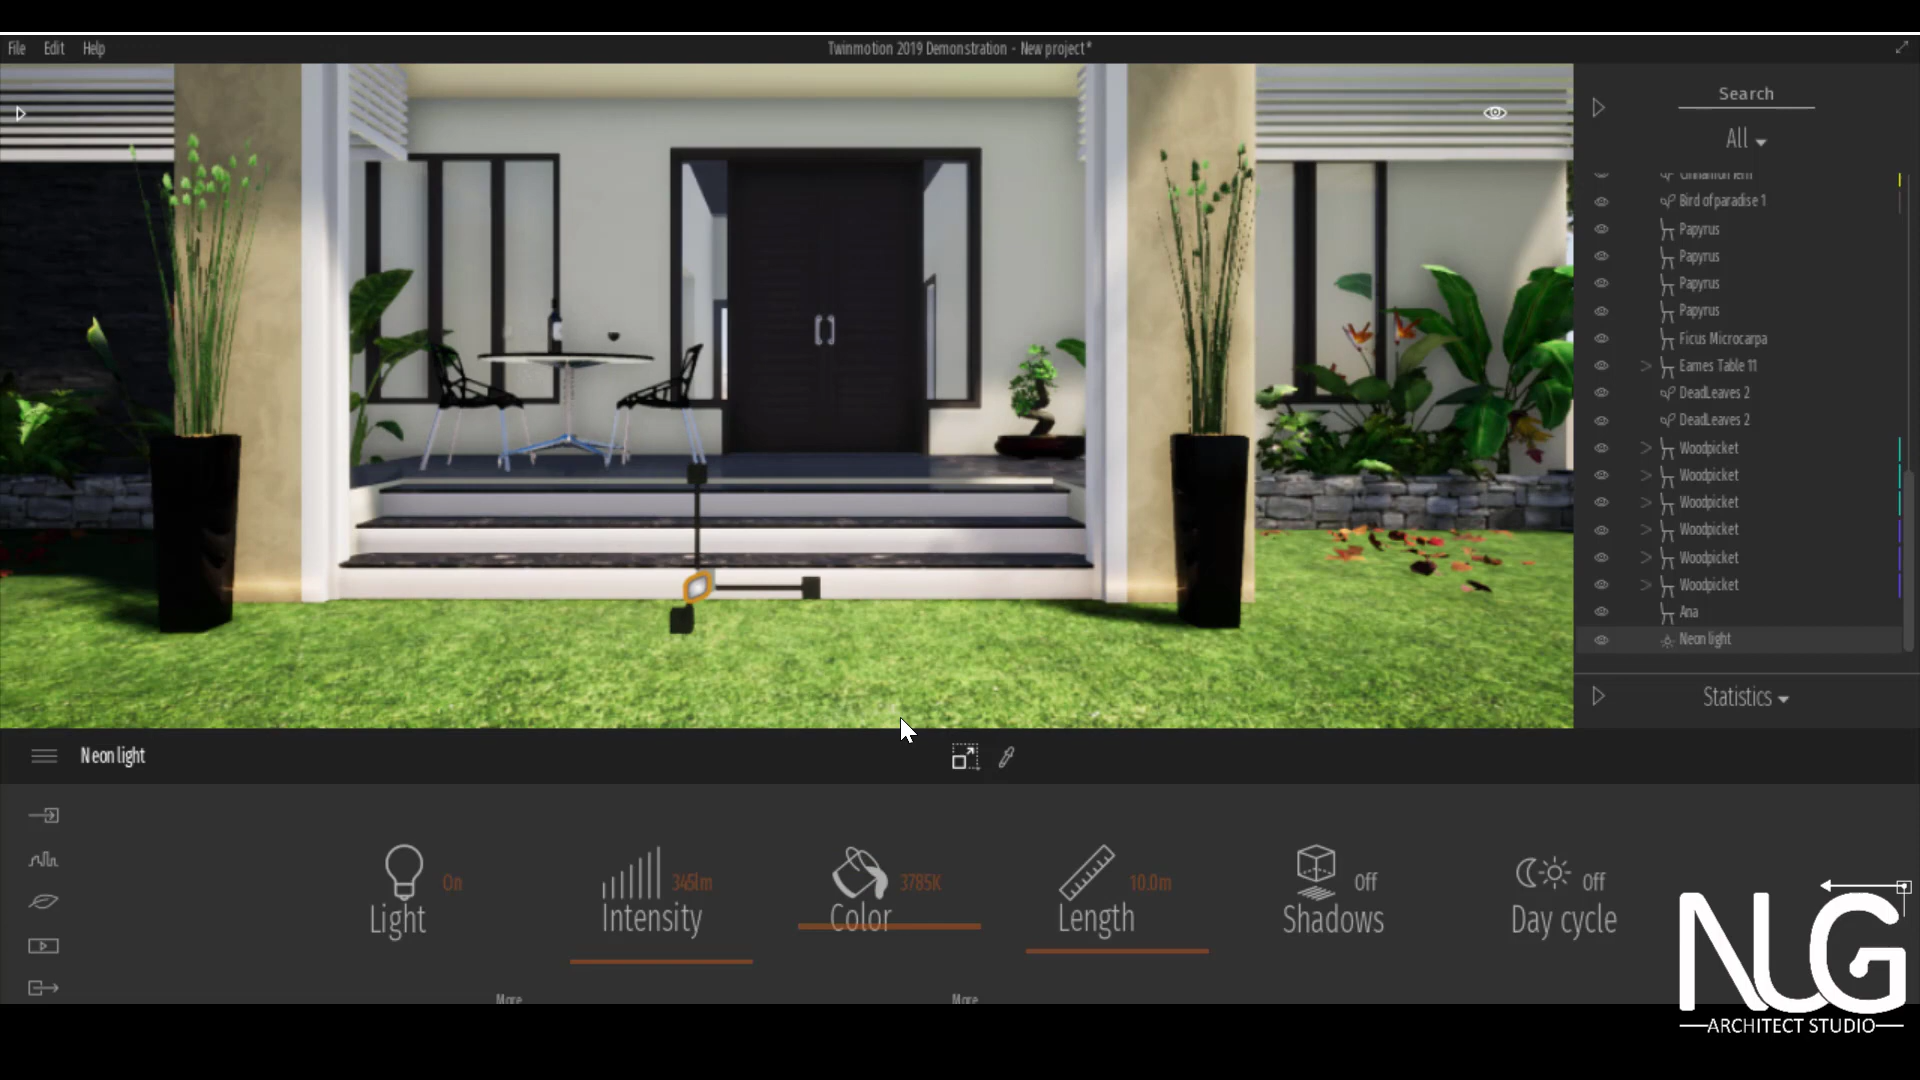 File Edit Help
Twinmotion 2019 Demonstration - New project*
Search
All
Cinnamon fern
Bird of paradise 1
Papyrus
Papyrus
Papyrus
Papyrus
Ficus Microcarpa
Eames Table 11
DeadLeaves 2
DeadLeaves 2
Woodpicket
Woodpicket
Woodpicket
Woodpicket
Woodpicket
Woodpicket
Ana
Neon light
Statistics
Neon light
Light On
Intensity 345lm
Color 3785K
Length 10.0m
Shadows Off
Day cycle Off
More
More
NUG
ARCHITECT STUDIO